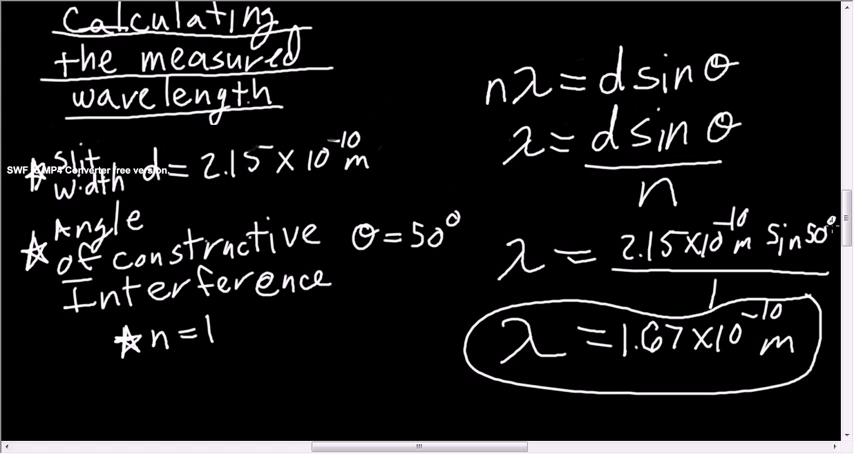 Calculating
the measured
wavelength
SWF to MP4 Converter free version
☆ Slit width d = 2.15 × 10⁻¹⁰ m
☆ Angle
of constructive θ = 50°
Interference
☆ n = 1
nλ = d sin θ
λ = d sin θ
n
λ = 2.15 × 10⁻¹⁰ m sin 50°
1
λ = 1.67 × 10⁻¹⁰ m